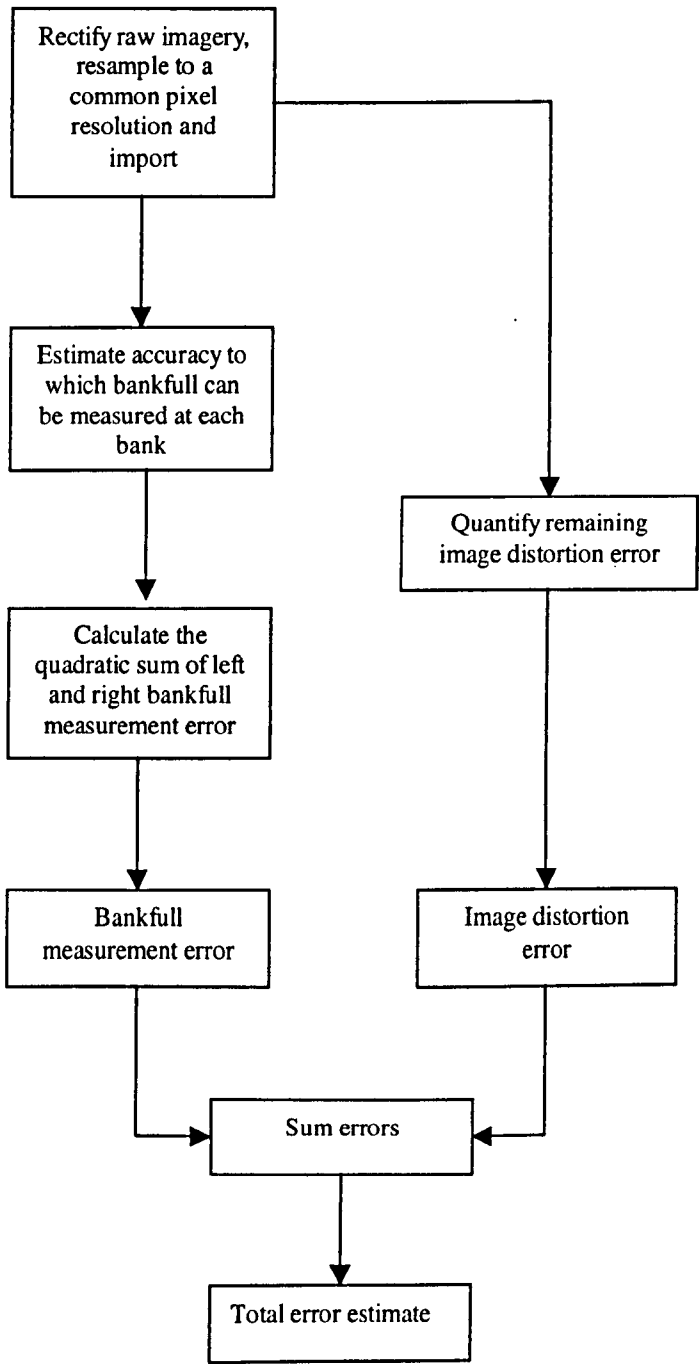 Rectify raw imagery,
resample to a
common pixel
resolution and
import
Estimate accuracy to
which bankfull can
be measured at each
bank
Quantify remaining
image distortion error
Calculate the
quadratic sum of left
and right bankfull
measurement error
Bankfull
measurement error
Image distortion
error
Sum errors
Total error estimate